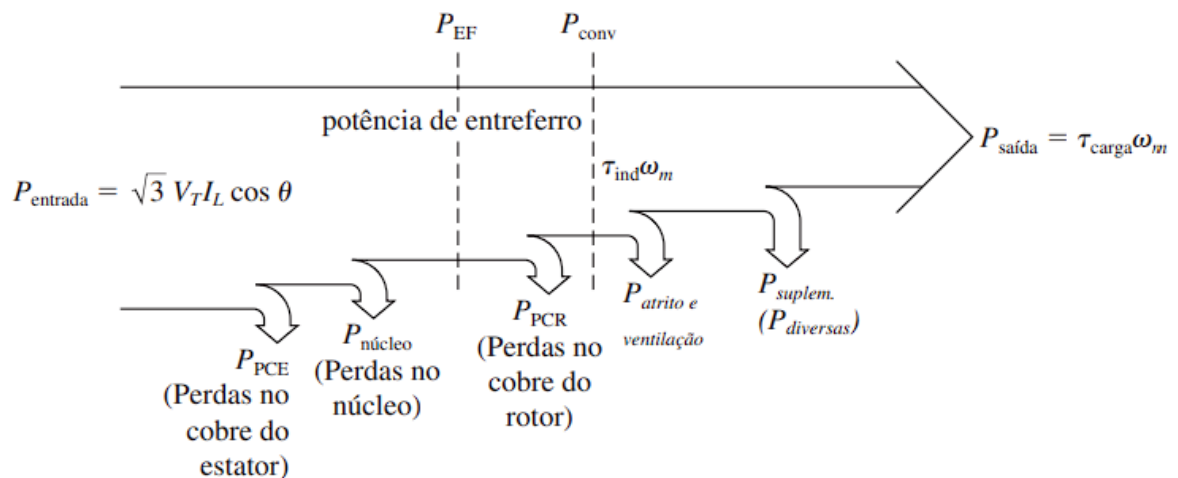 P_EF
P_conv
potência de entreferro
P_saída = τ_carga ω_m
τ_ind ω_m
P_entrada = √3 V_T I_L cos θ
P_PCE
(Perdas no
cobre do
estator)
P_núcleo
(Perdas no
núcleo)
P_PCR
(Perdas no
cobre do
rotor)
P_atrito e
ventilação
P_suplem.
(P_diversas)